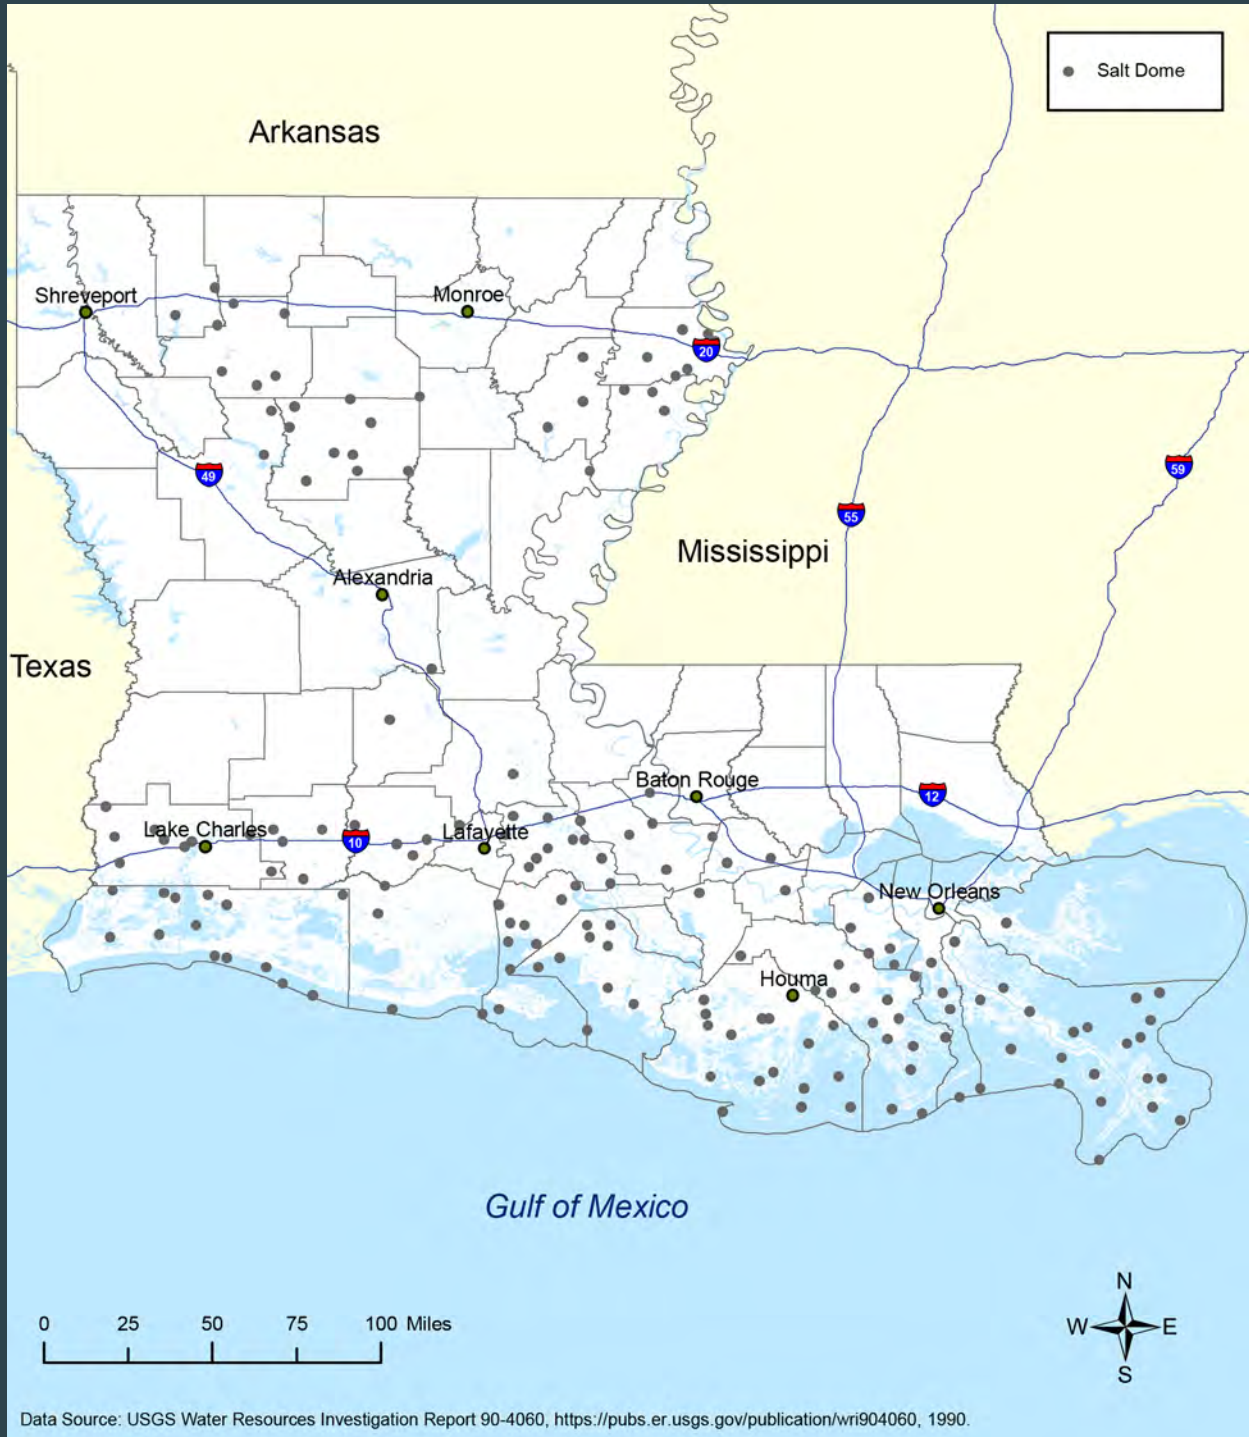 Salt Dome
Arkansas
Shreveport
Monroe
20
49
59
55
Mississippi
Alexandria
Texas
Baton Rouge
12
Lake Charles
10
Lafayette
New Orleans
Houma
Gulf of Mexico
N
W E
S
0 25 50 75 100 Miles
Data Source: USGS Water Resources Investigation Report 90-4060, https://pubs.er.usgs.gov/publication/wri904060, 1990.